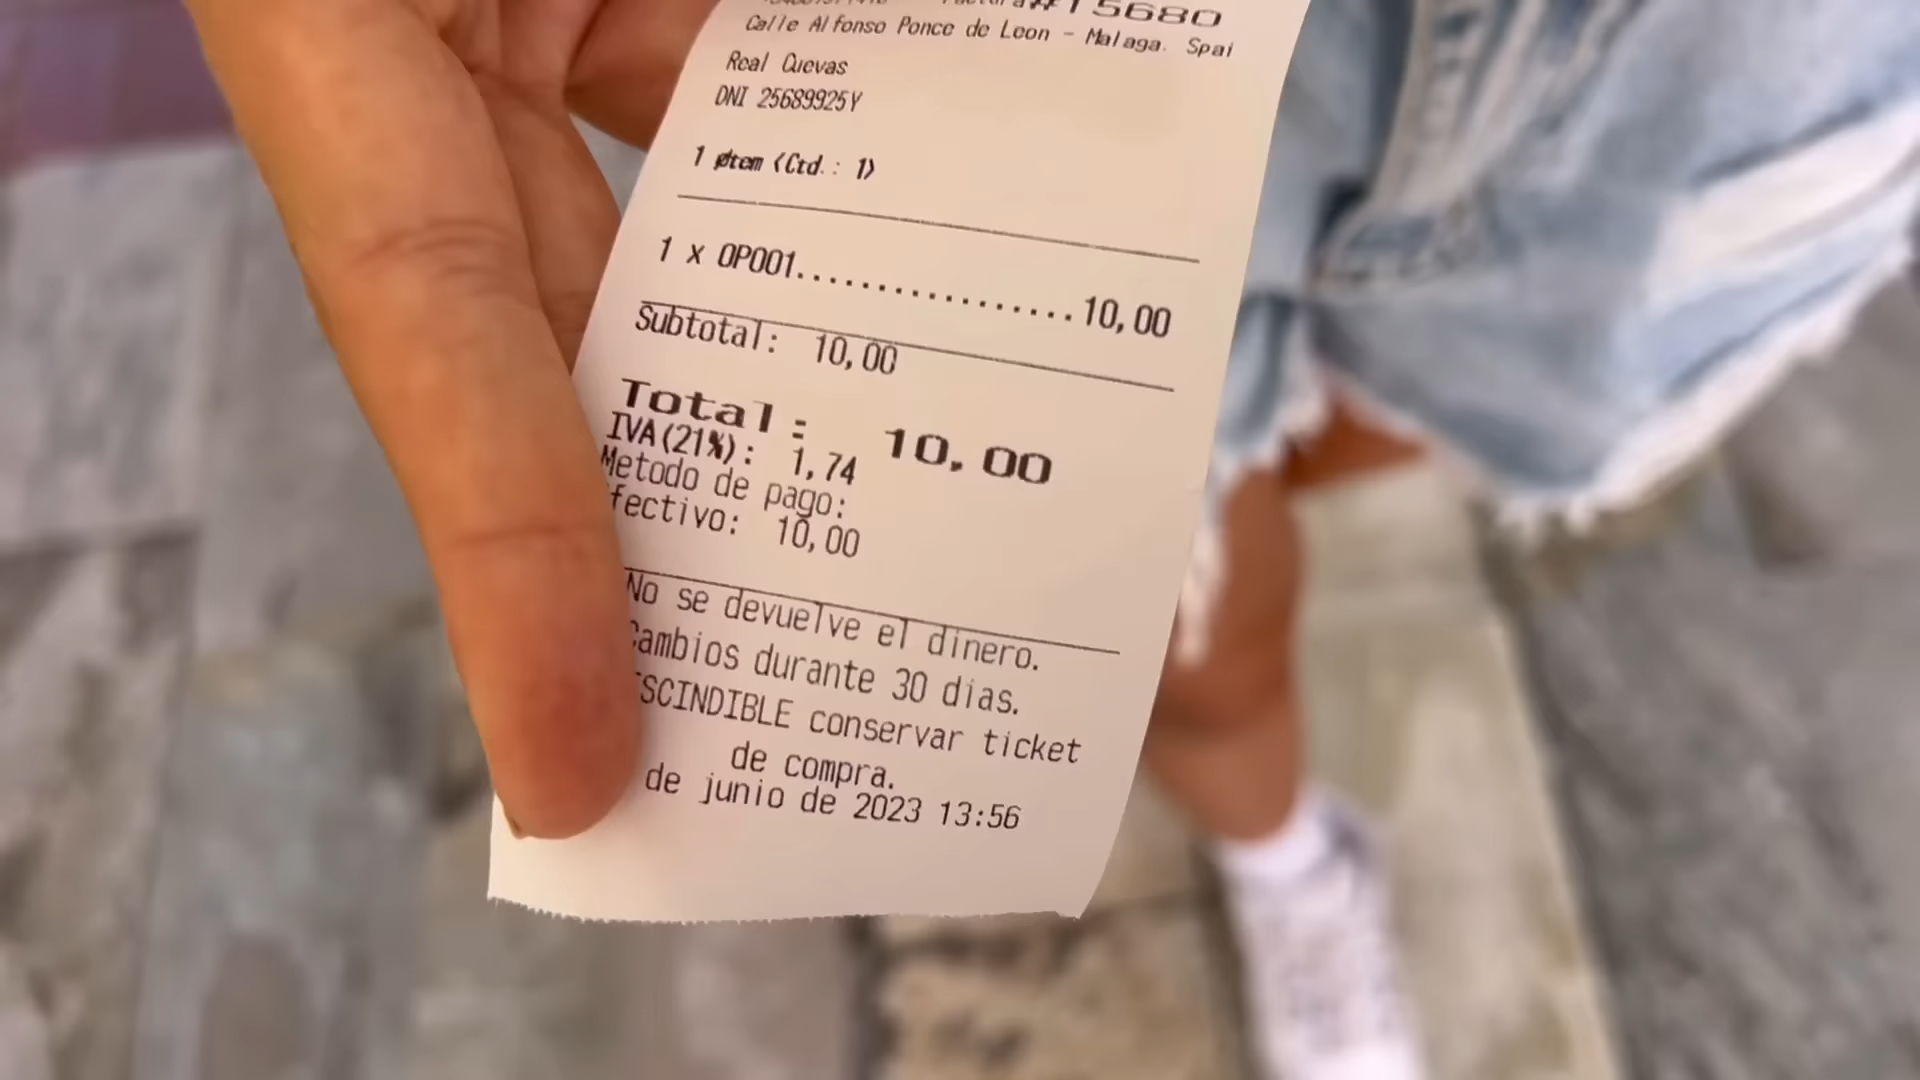 #15680
Calle Alfonso Ponce de Leon - Malaga. Spai
Real Cuevas
DNI 25689925Y
1 øtem (Ctd.: 1)
1 x OP001.................10,00
Subtotal: 10,00
Total: 10,00
IVA(21%): 1,74
Metodo de pago:
fectivo: 10,00
No se devuelve el dinero.
Cambios durante 30 dias.
SCINDIBLE conservar ticket
de compra.
de junio de 2023 13:56